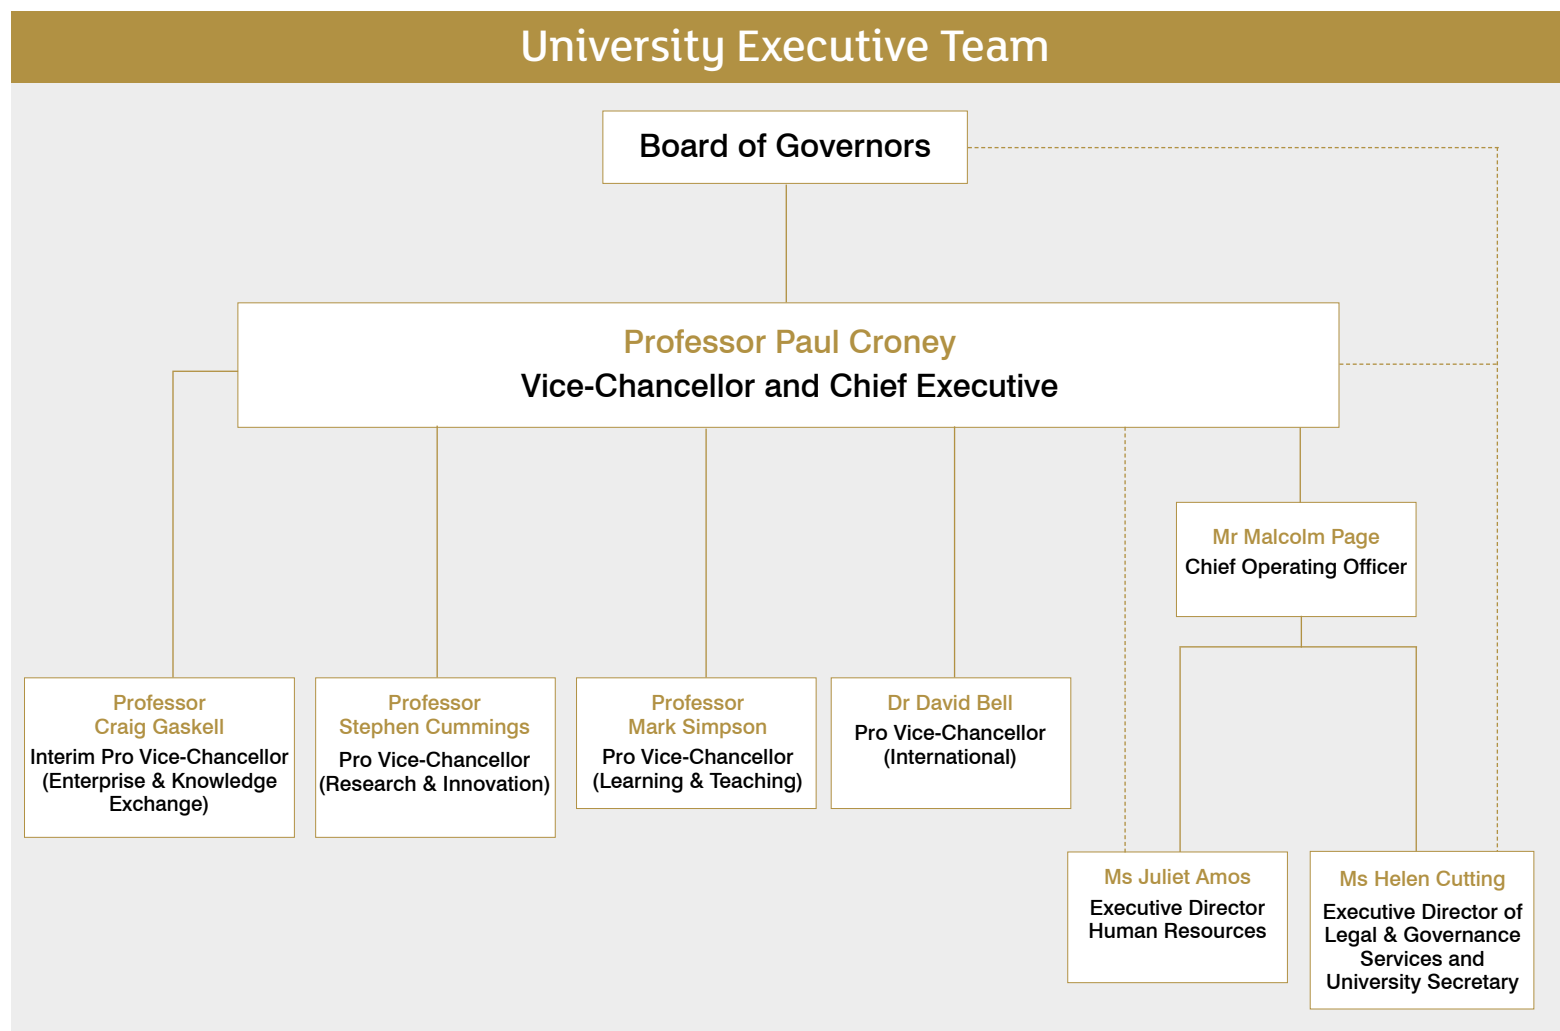 University Executive Team
Board of Governors
Professor Paul Croney
Vice-Chancellor and Chief Executive
Mr Malcolm Page
Chief Operating Officer
Professor
Craig Gaskell
Interim Pro Vice-Chancellor
(Enterprise & Knowledge
Exchange)
Professor
Stephen Cummings
Pro Vice-Chancellor
(Research & Innovation)
Professor
Mark Simpson
Pro Vice-Chancellor
(Learning & Teaching)
Dr David Bell
Pro Vice-Chancellor
(International)
Ms Juliet Amos
Executive Director
Human Resources
Ms Helen Cutting
Executive Director of
Legal & Governance
Services and
University Secretary